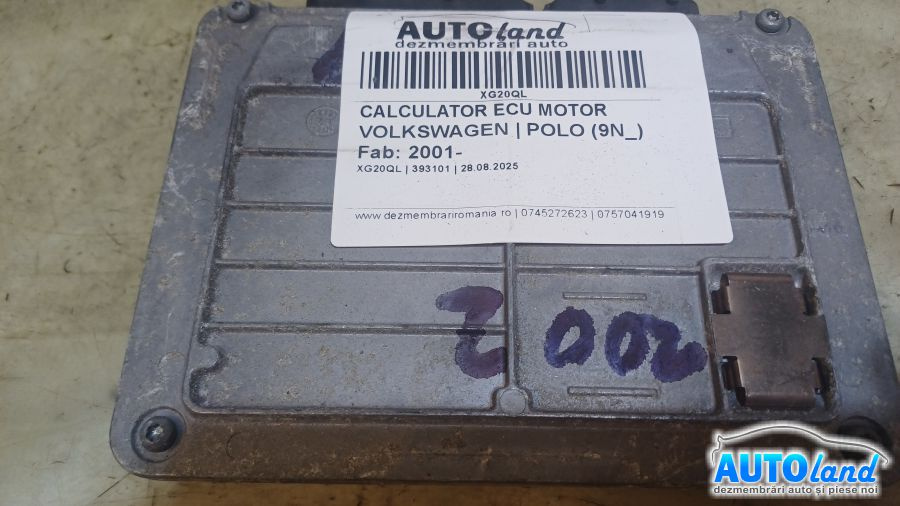 AUTOland
dezmembrări auto
XG20QL
CALCULATOR ECU MOTOR
VOLKSWAGEN | POLO (9N_)
Fab: 2001-
XG20QL | 393101 | 28.08.2025
www.dezmembrariromania.ro | 0745272623 | 0757041919
2002
AUTOland
dezmembrări auto și piese noi